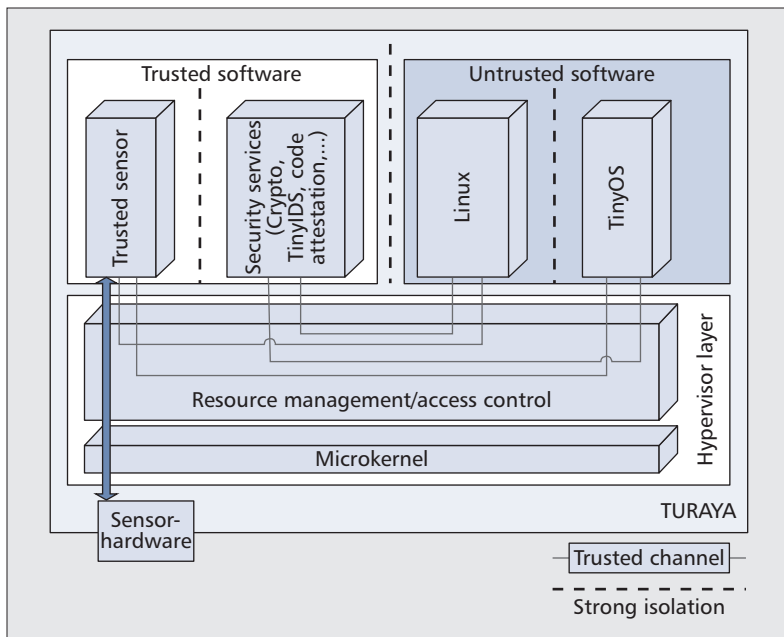 Trusted software
Untrusted software
Trusted sensor
Security services
(Crypto,
TinyIDS, code
attestation,...)
Linux
TinyOS
Resource management/access control
Microkernel
Hypervisor layer
TURAYA
Sensor-
hardware
Trusted channel
Strong isolation